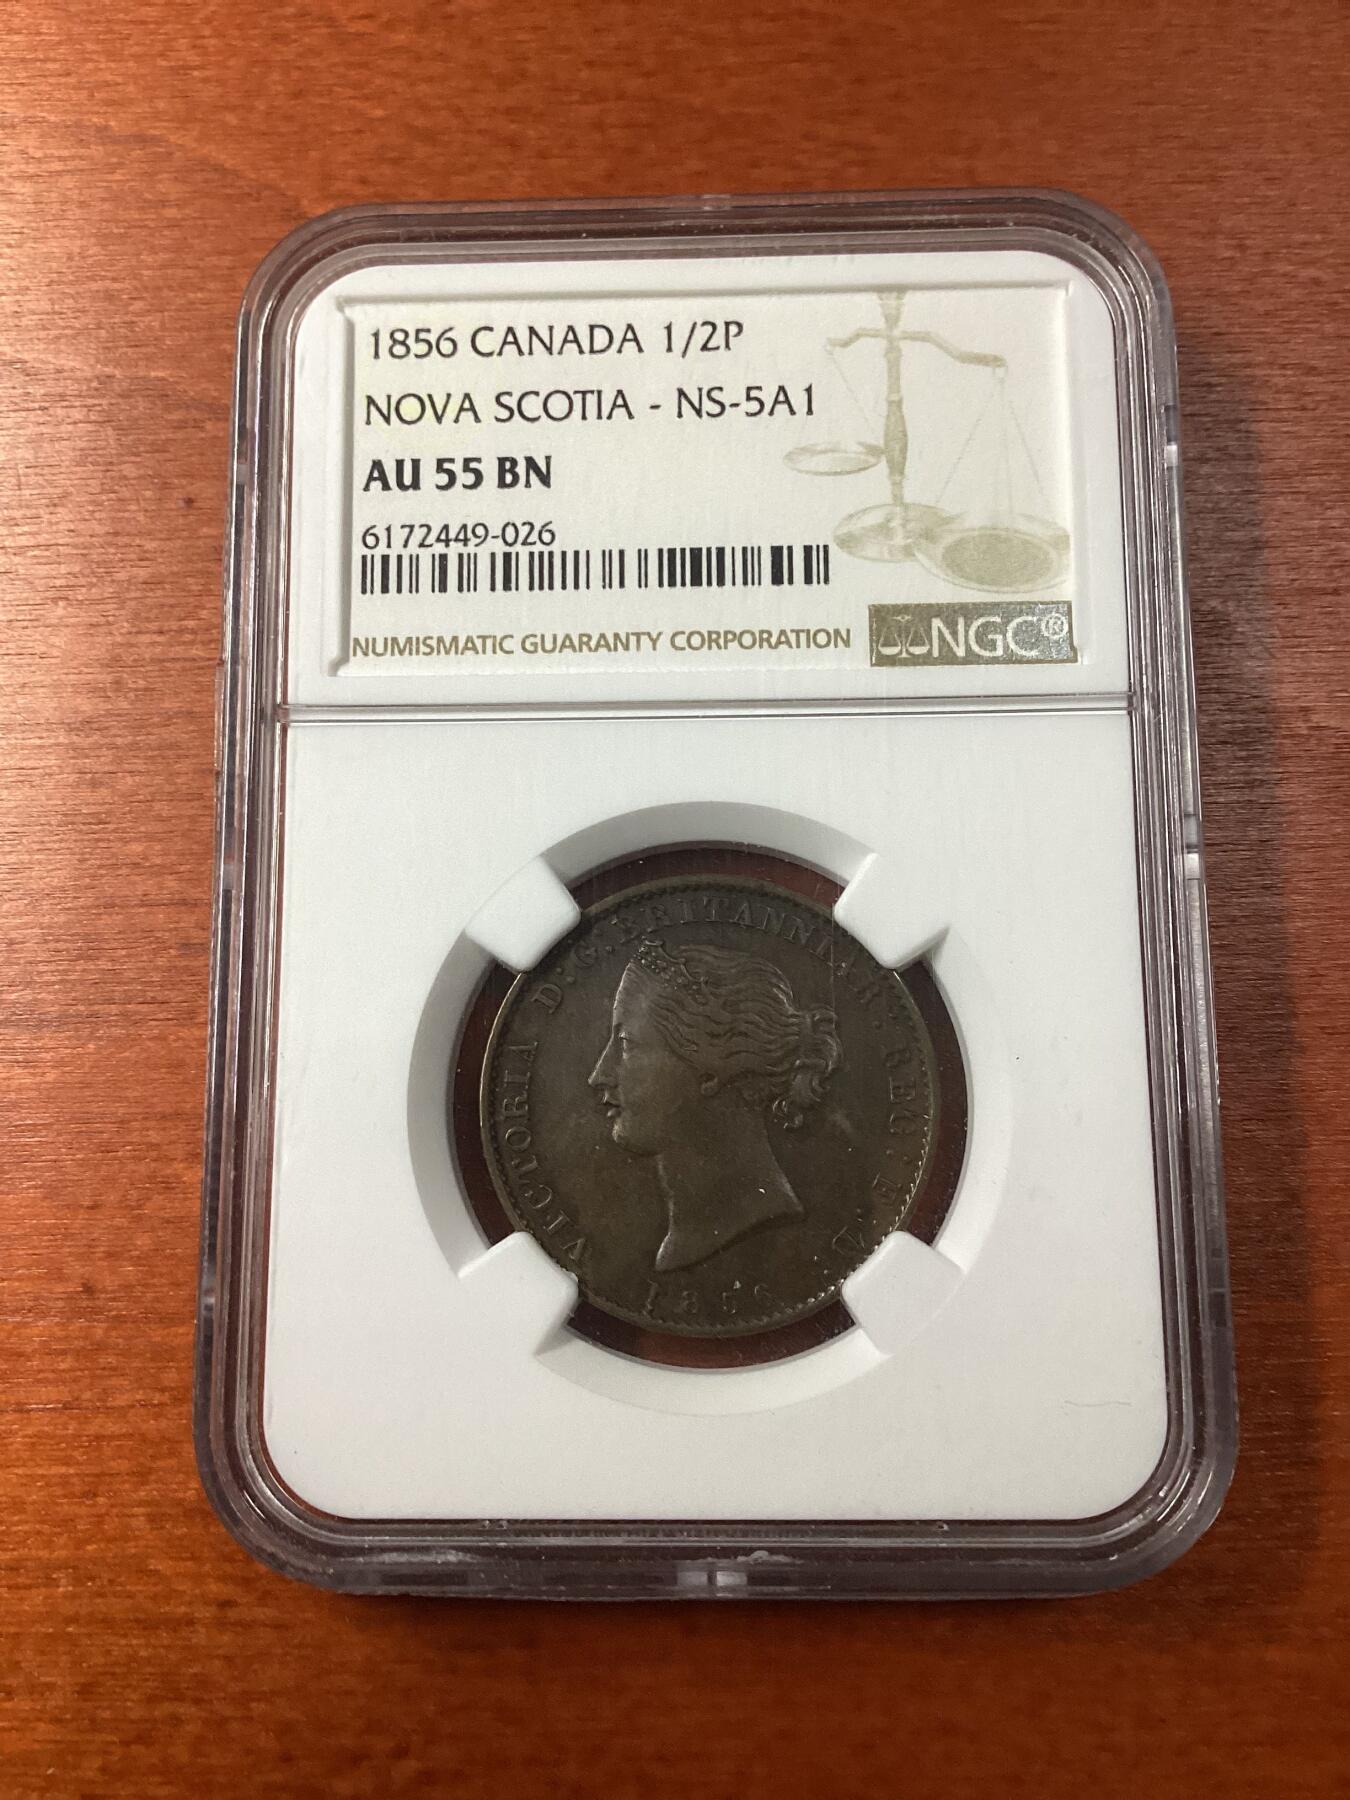 1856 CANADA 1/2P
NOVA SCOTIA - NS-5A1
AU 55 BN
6172449-026
NUMISMATIC GUARANTY CORPORATION
NGC®
VICTORIA D:G:BRITANNIAR: REG: F.D.
1856